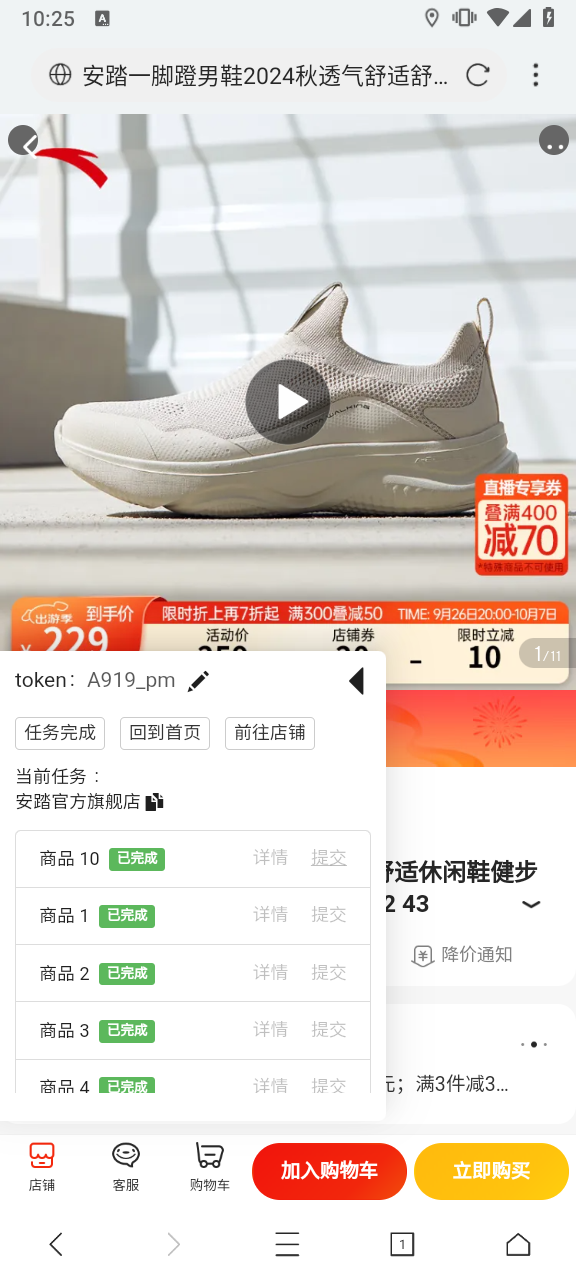 10:25
A
安踏一脚蹬男鞋2024秋透气舒适舒...
直播专享券
叠满400
减70
*特殊商品不可使用
出游季 到手价 限时折上再7折起 满300叠减50 TIME: 9月26日20:00-10月7日
229
活动价 店铺券 限时立减
10
1/11
token： A919_pm
任务完成 回到首页 前往店铺
当前任务：
安踏官方旗舰店
商品 10 已完成 详情 提交
商品 1 已完成 详情 提交
商品 2 已完成 详情 提交
商品 3 已完成 详情 提交
商品 4 已完成 详情 提交
舒适休闲鞋健步
2 43
降价通知
元；满3件减3...
店铺 客服 购物车 加入购物车 立即购买
1